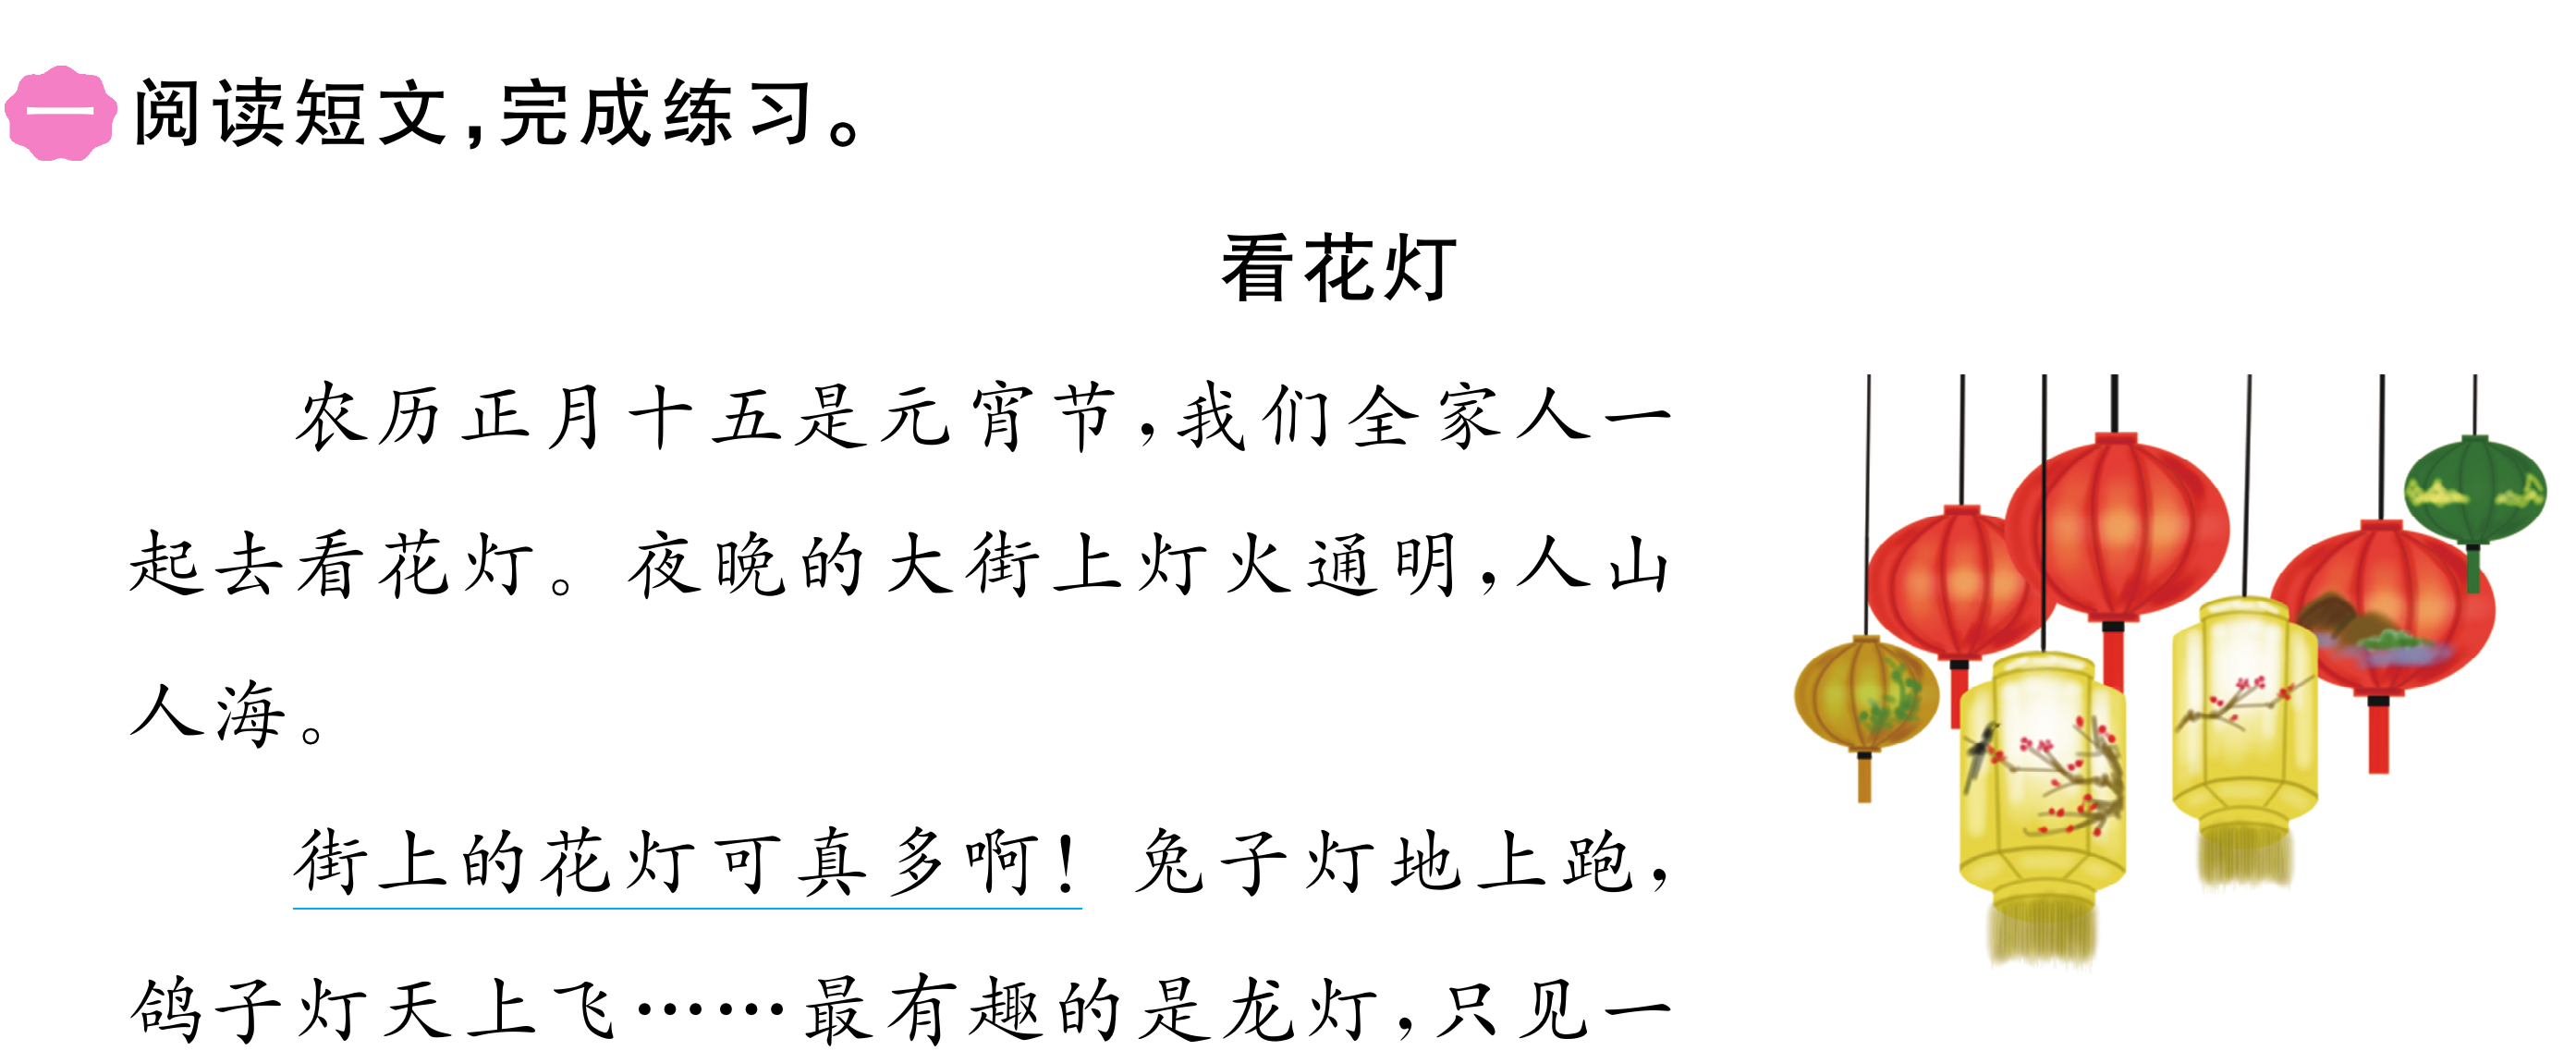 一 阅读短文,完成练习。
看花灯
农历正月十五是元宵节,我们全家人一
起去看花灯。夜晚的大街上灯火通明,人山
人海。
街上的花灯可真多啊! 兔子灯地上跑,
鸽子灯天上飞……最有趣的是龙灯,只见一